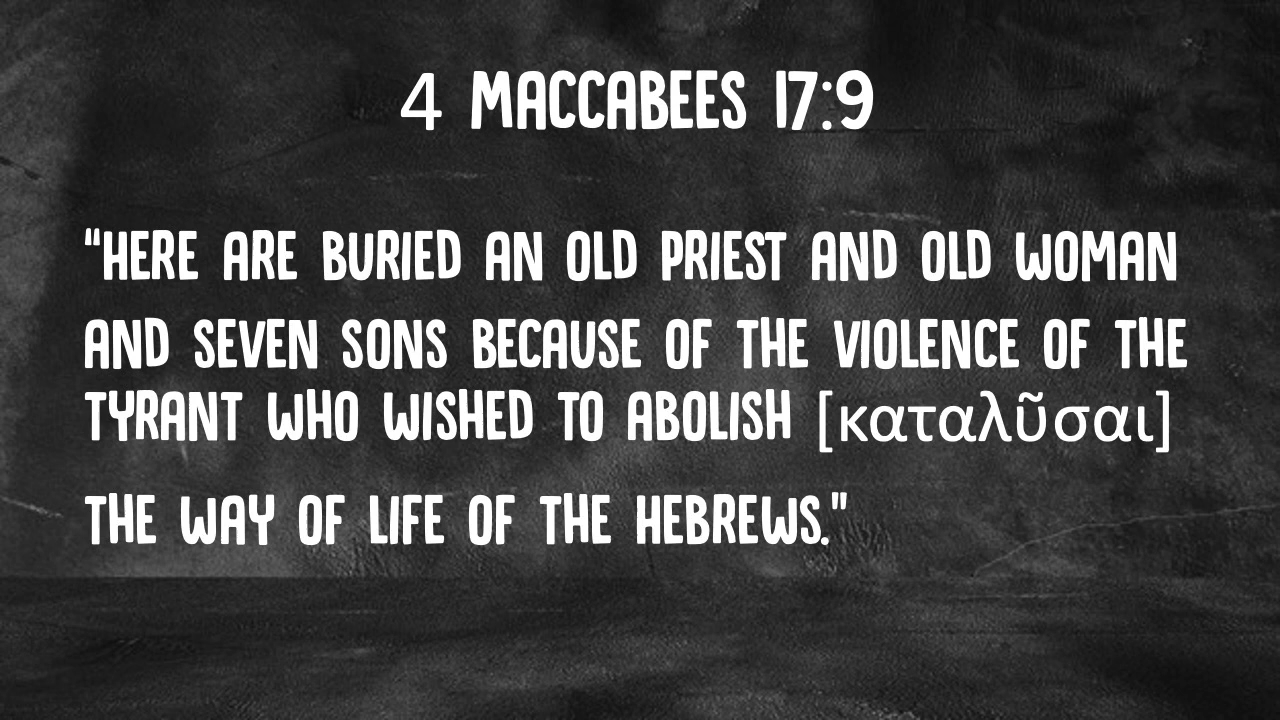 4 MACCABEES 17:9
"HERE ARE BURIED AN OLD PRIEST AND OLD WOMAN
AND SEVEN SONS BECAUSE OF THE VIOLENCE OF THE
TYRANT WHO WISHED TO ABOLISH [καταλῦσαι]
THE WAY OF LIFE OF THE HEBREWS."